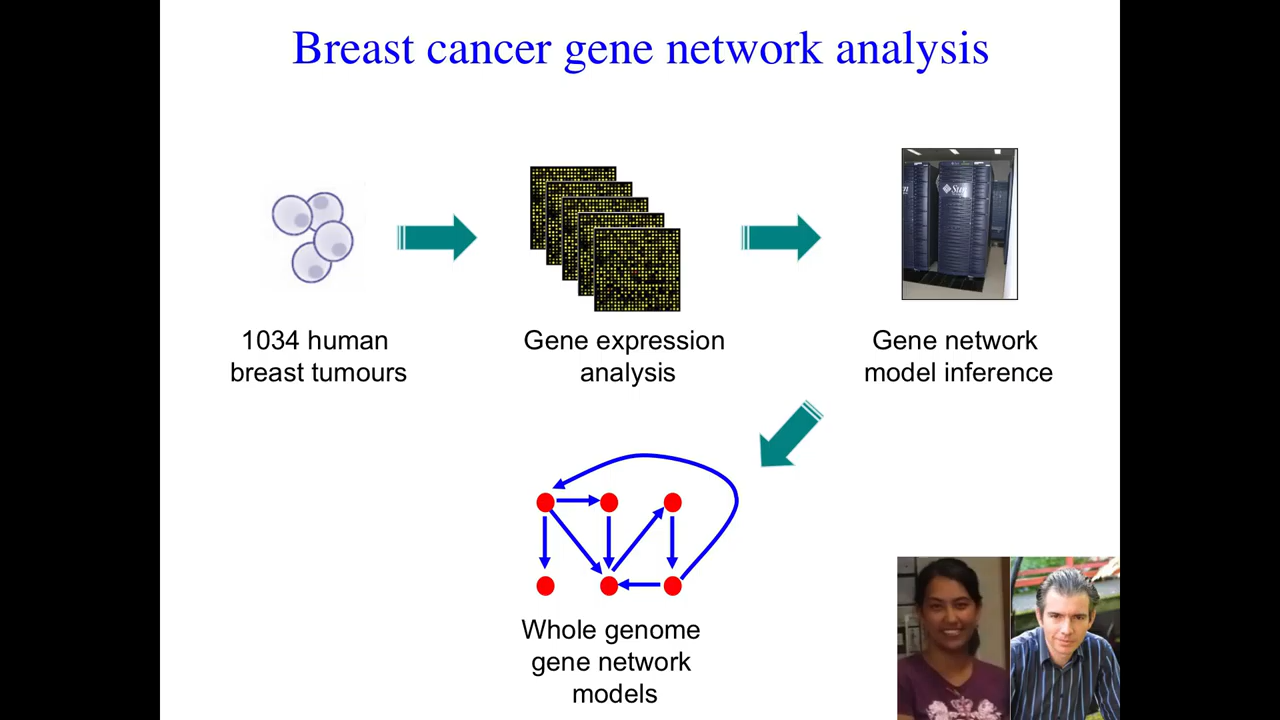 Breast cancer gene network analysis
Sun
1034 human
breast tumours
Gene expression
analysis
Gene network
model inference
Whole genome
gene network
models